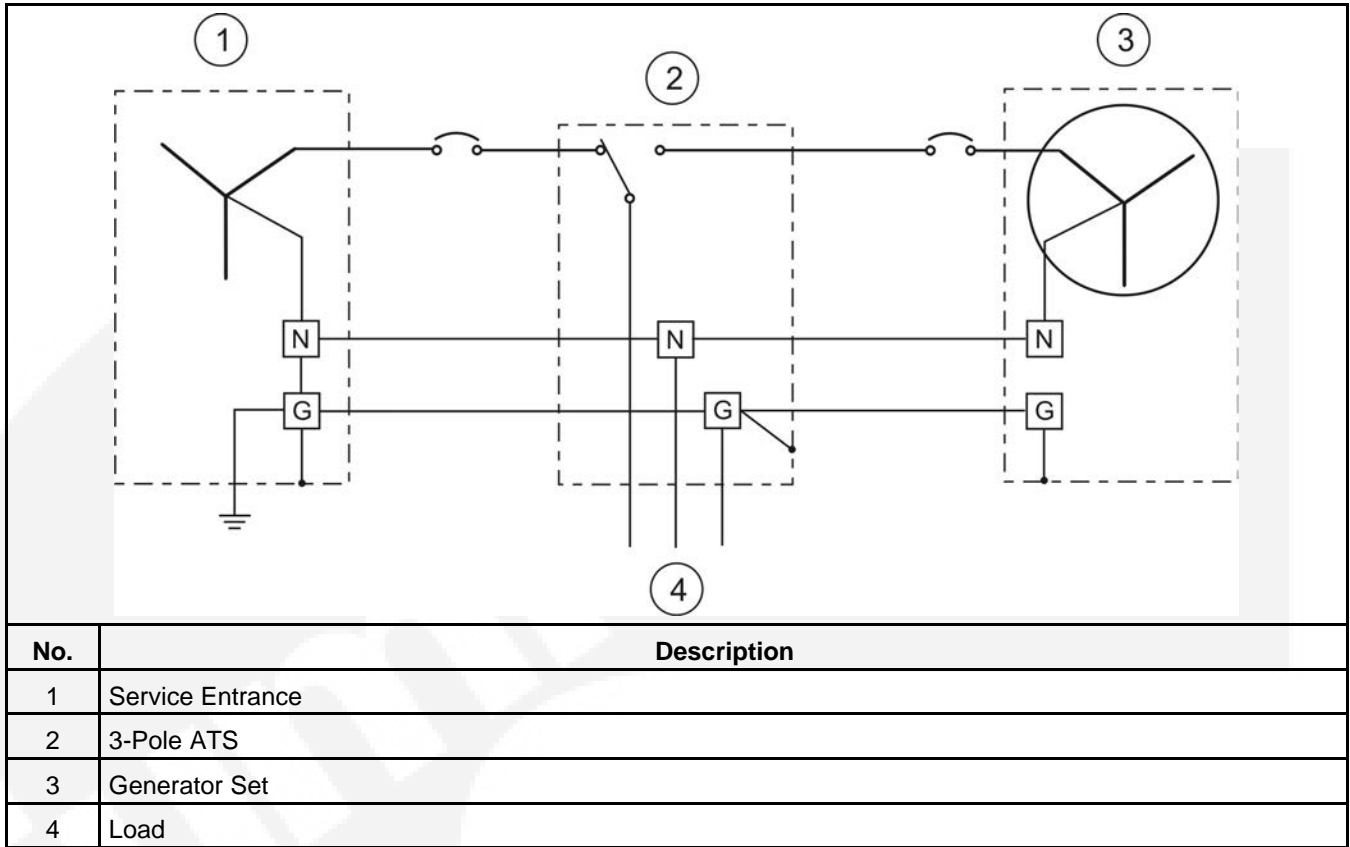 1
3
2
N
N
N
G
G
G
4
No. Description
1 Service Entrance
2 3-Pole ATS
3 Generator Set
4 Load